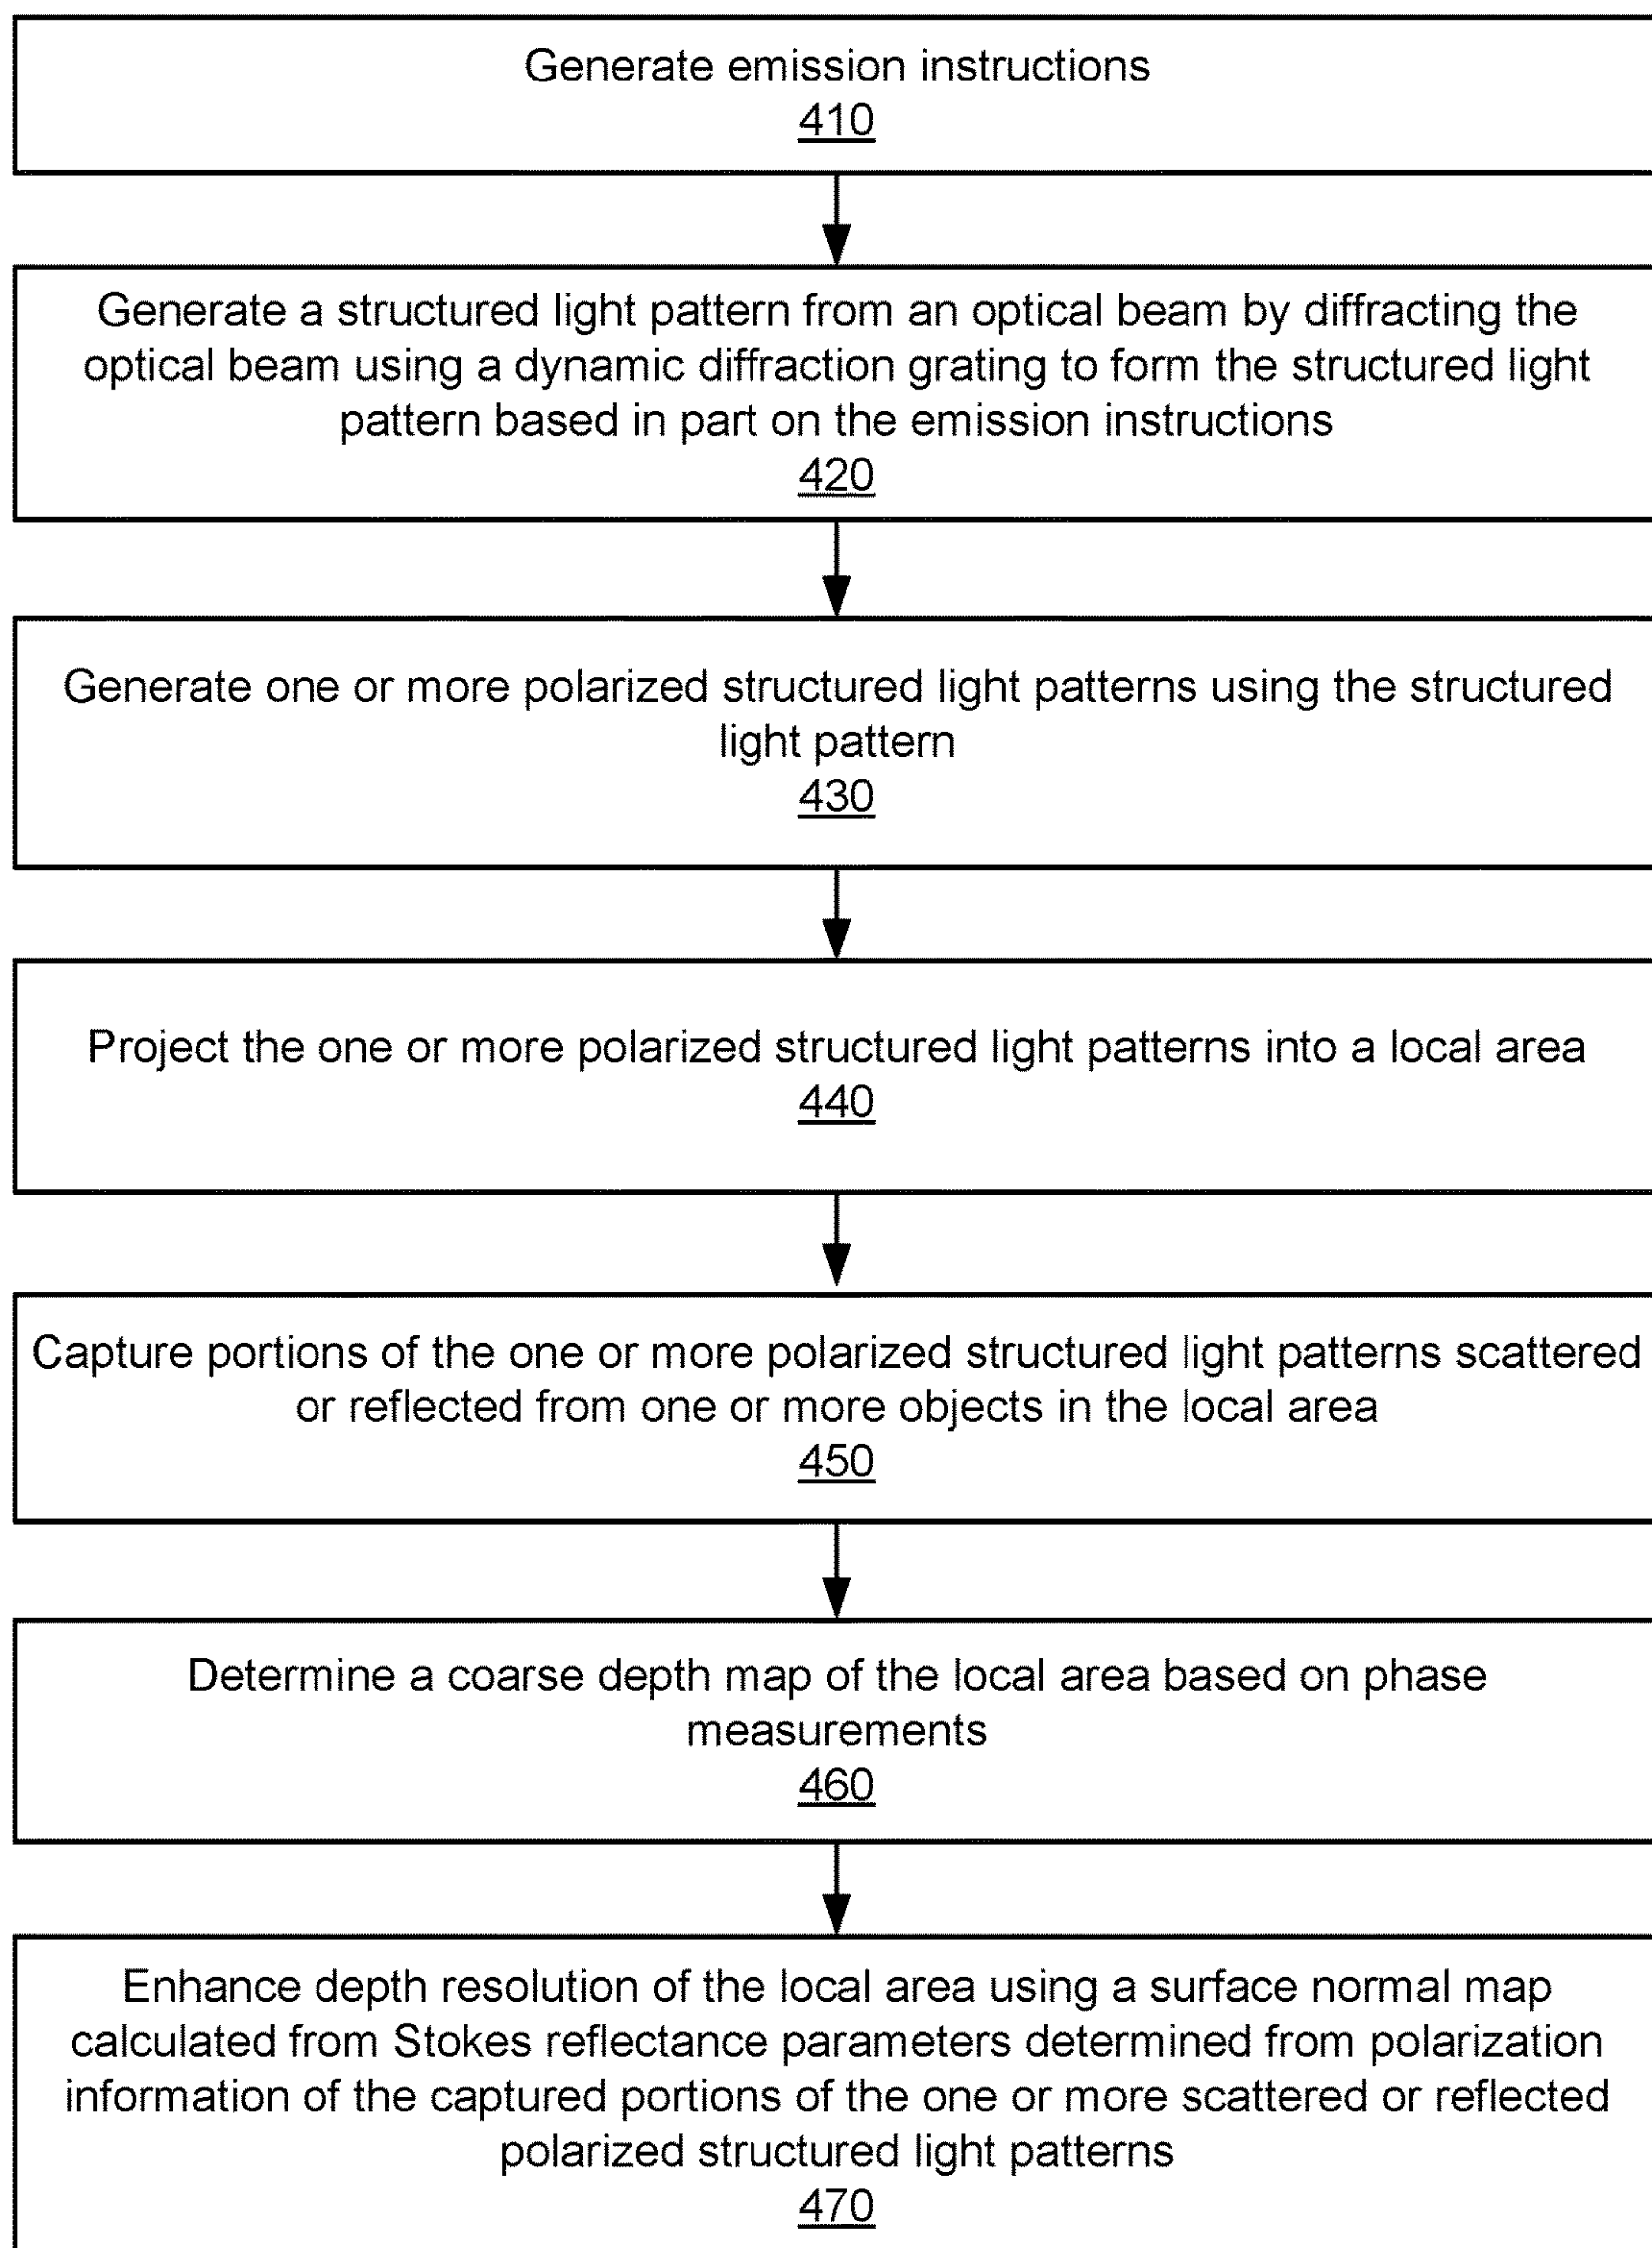 Generate emission instructions
410
Generate a structured light pattern from an optical beam by diffracting the
optical beam using a dynamic diffraction grating to form the structured light
pattern based in part on the emission instructions
420
Generate one or more polarized structured light patterns using the structured
light pattern
430
Project the one or more polarized structured light patterns into a local area
440
Capture portions of the one or more polarized structured light patterns scattered
or reflected from one or more objects in the local area
450
Determine a coarse depth map of the local area based on phase
measurements
460
Enhance depth resolution of the local area using a surface normal map
calculated from Stokes reflectance parameters determined from polarization
information of the captured portions of the one or more scattered or reflected
polarized structured light patterns
470